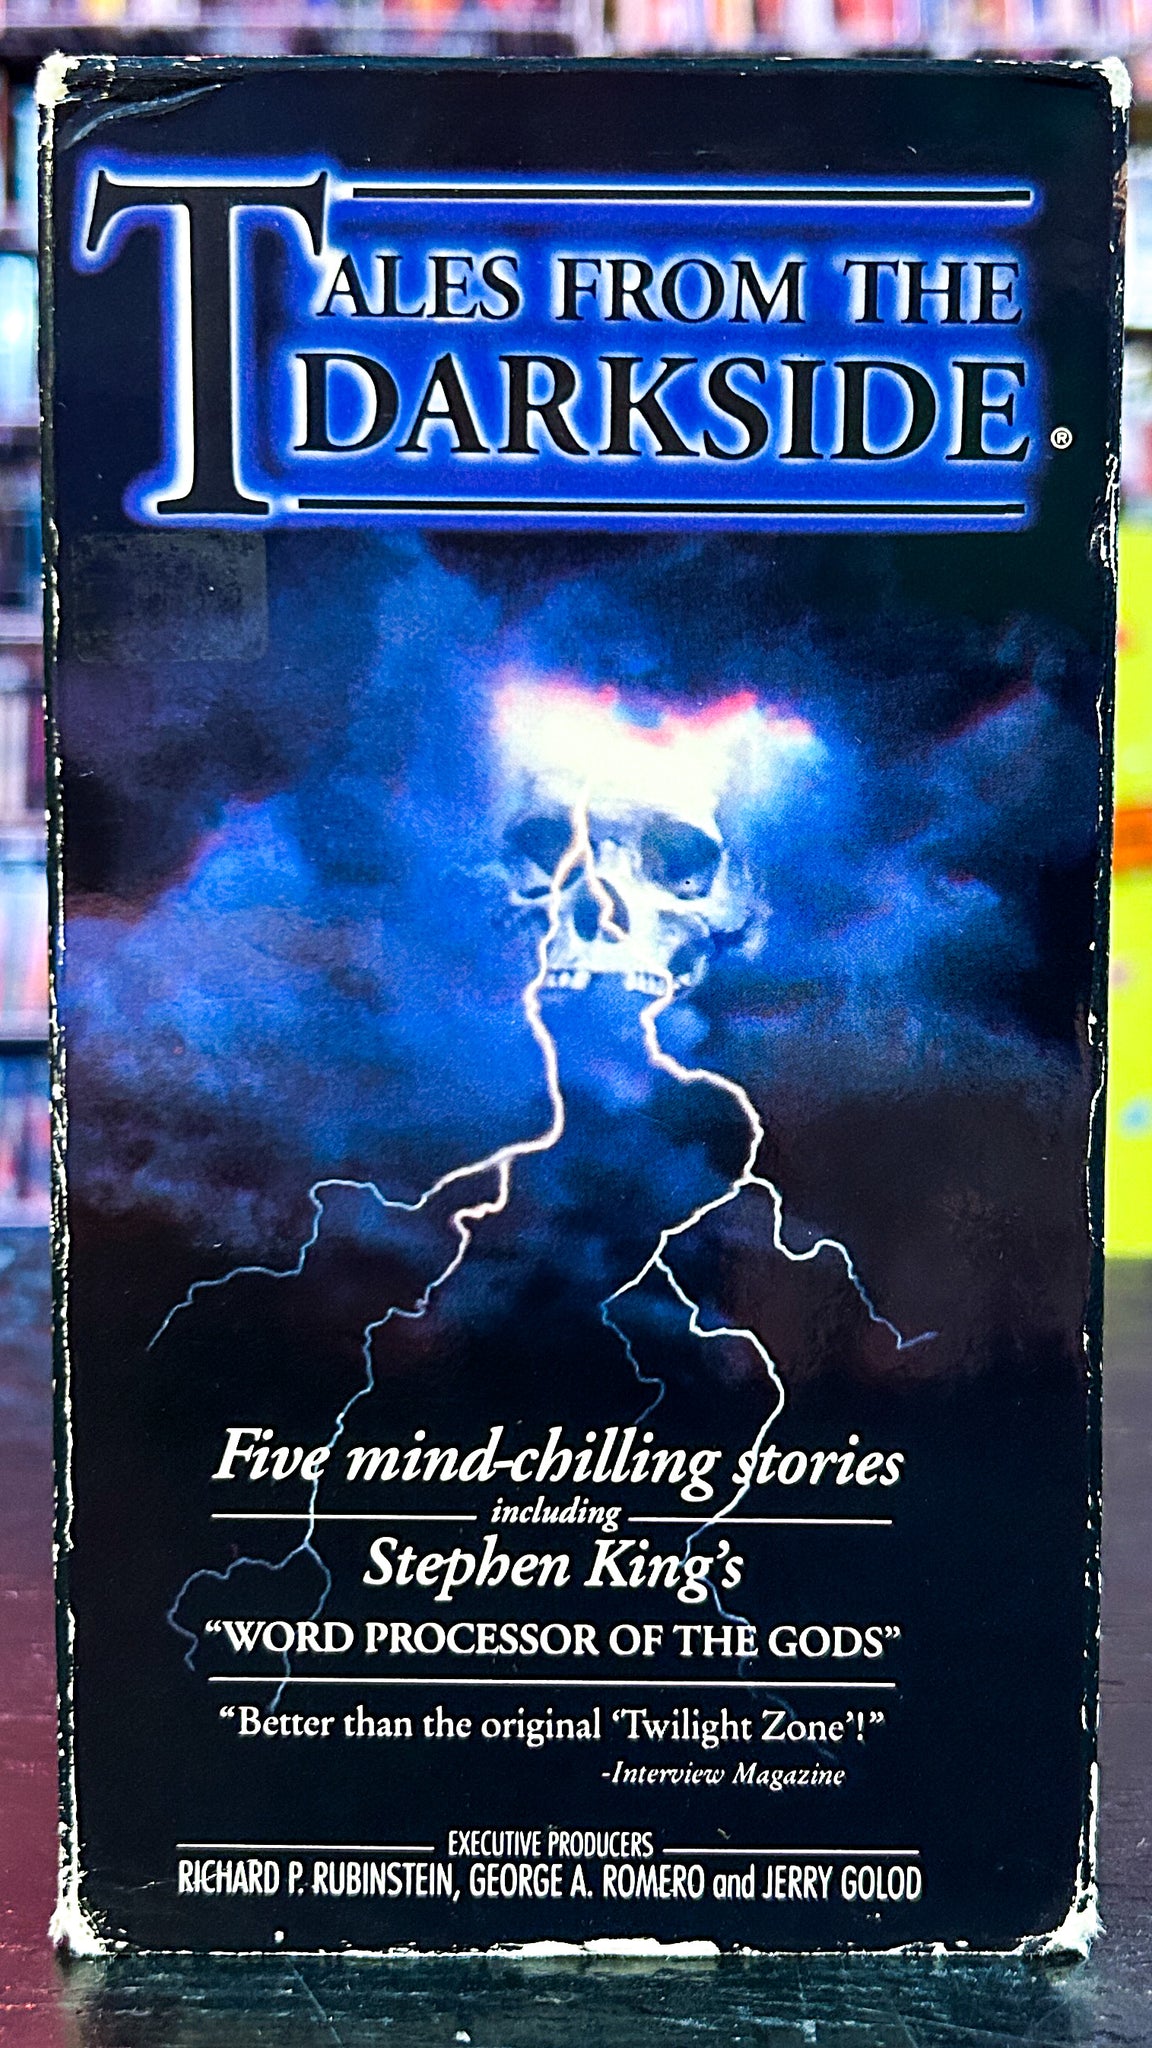 TALES FROM THE
DARKSIDE®
Five mind-chilling stories
including
Stephen King's
“WORD PROCESSOR OF THE GODS”
“Better than the original ‘Twilight Zone’!”
-Interview Magazine
EXECUTIVE PRODUCERS
RICHARD P. RUBINSTEIN, GEORGE A. ROMERO and JERRY GOLOD